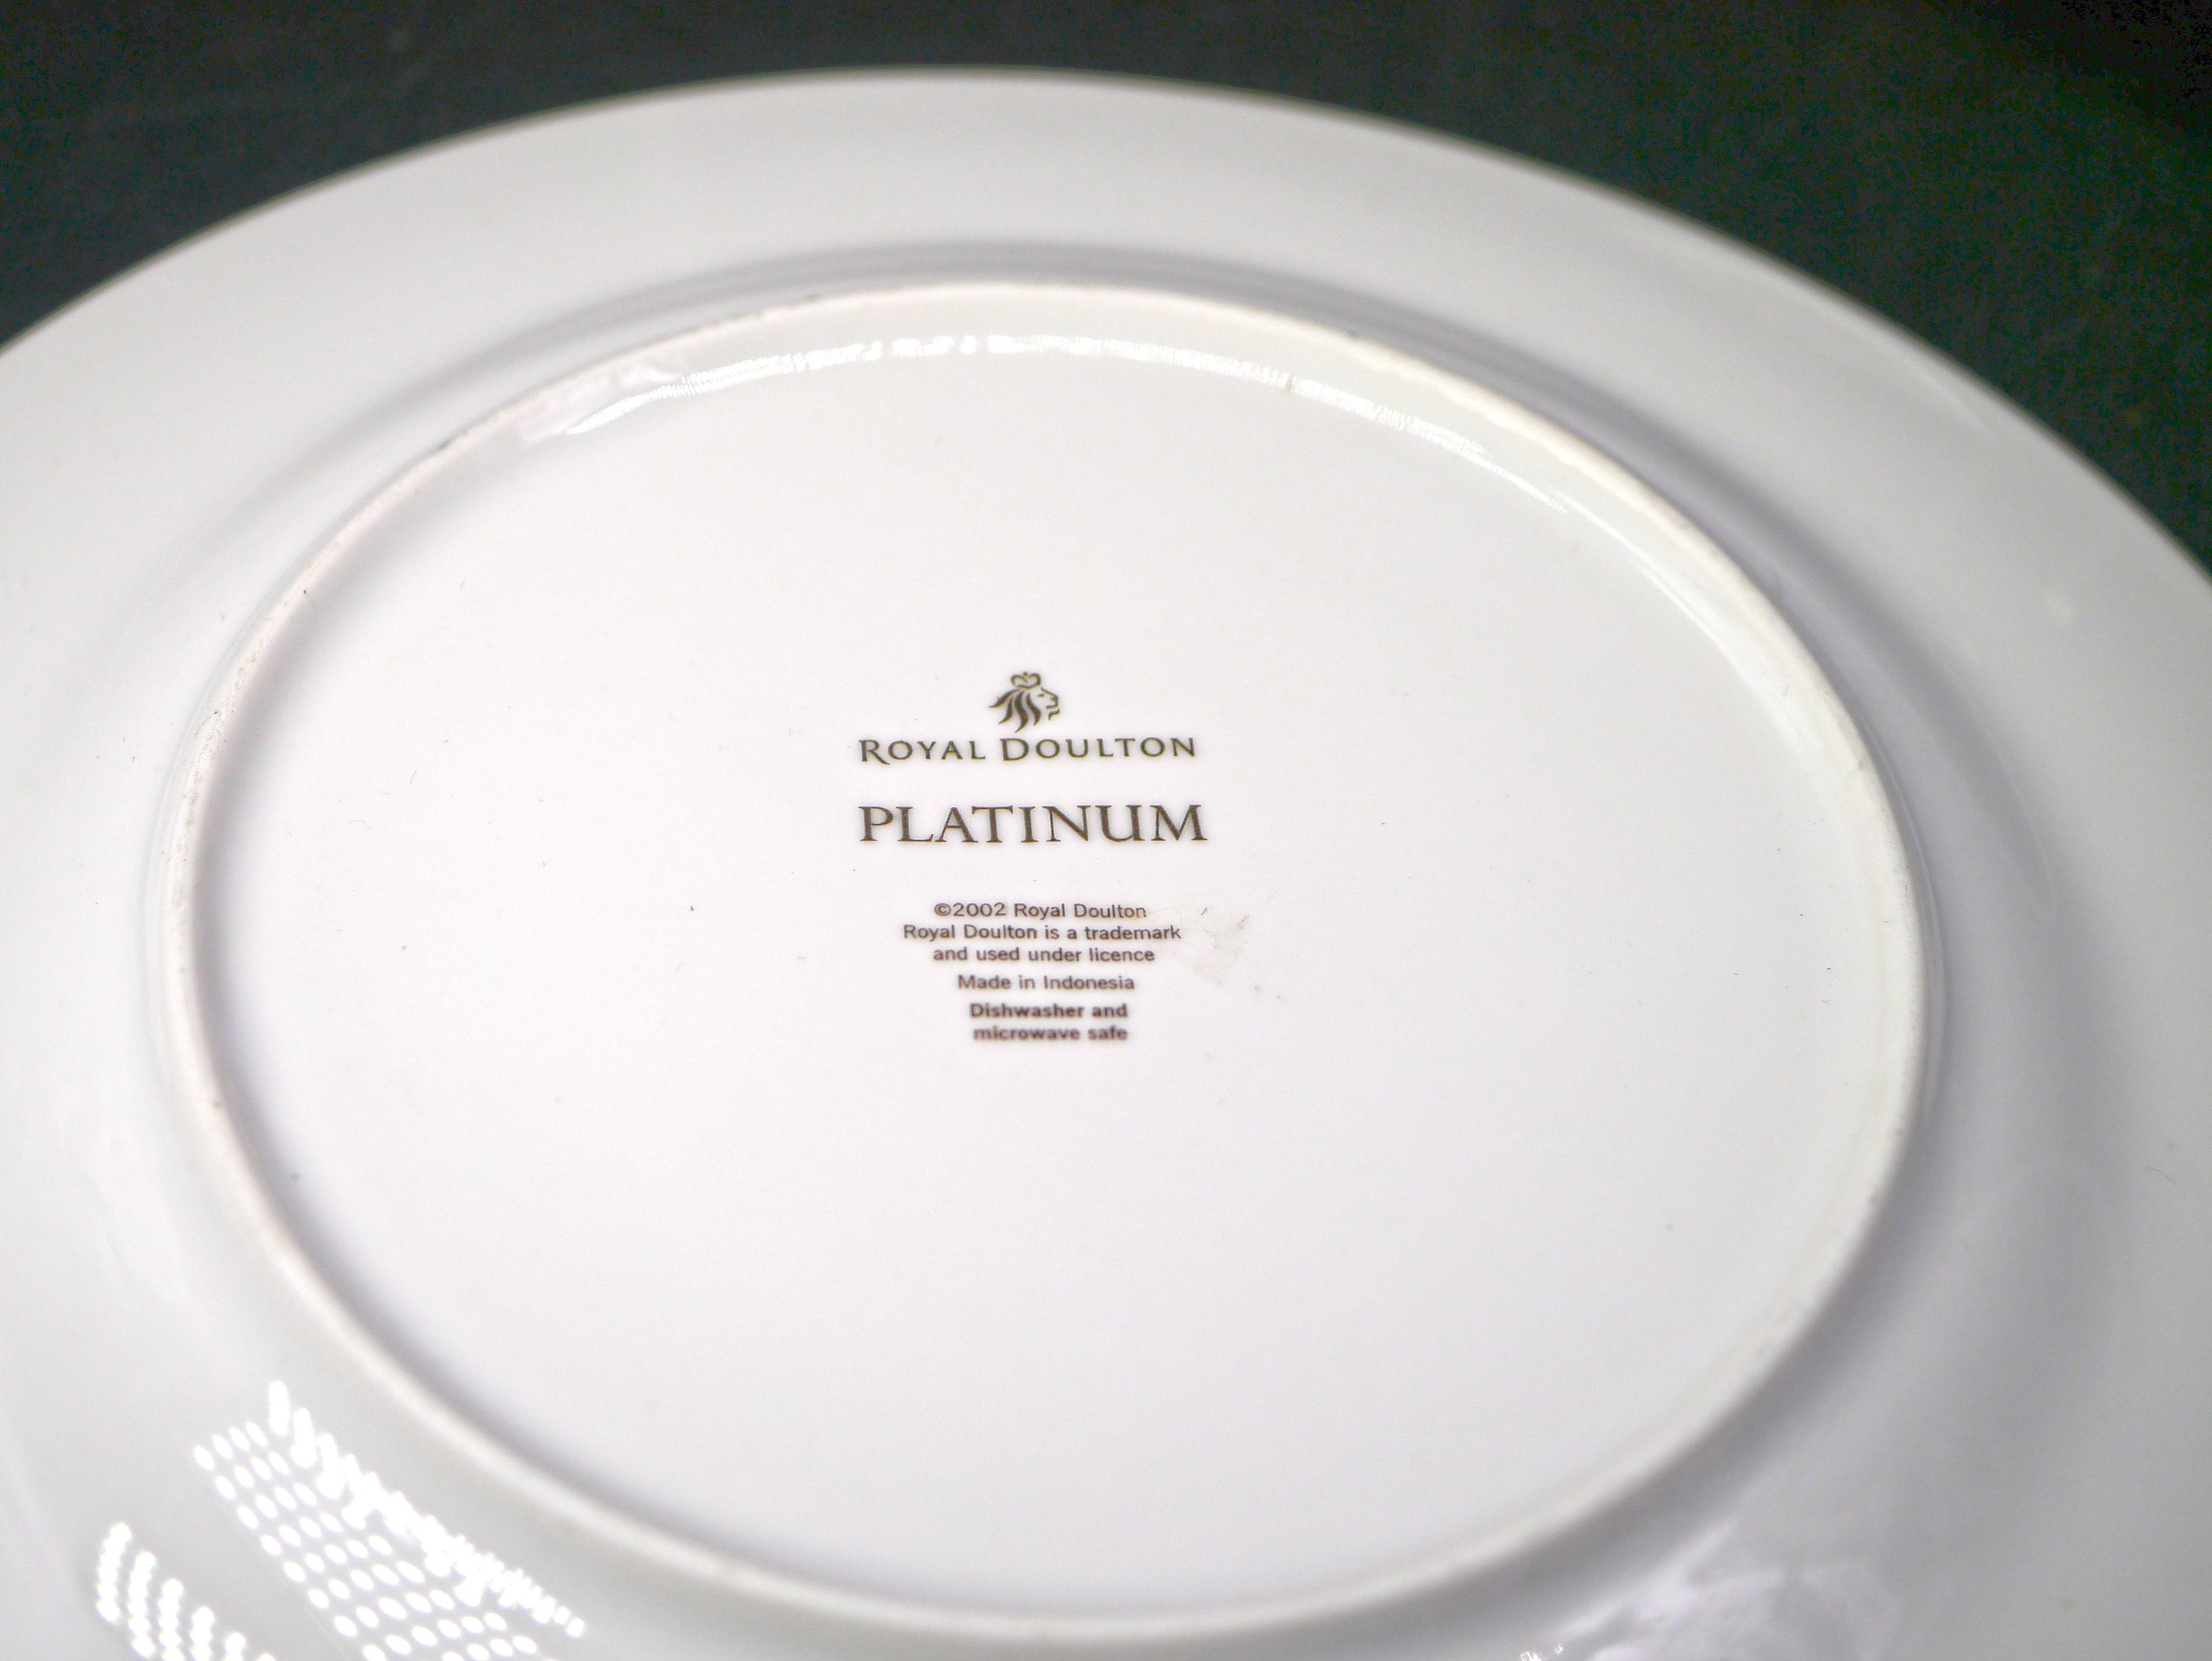 ROYAL DOULTON
PLATINUM
©2002 Royal Doulton
Royal Doulton is a trademark
and used under licence
Made in Indonesia
Dishwasher and
microwave safe